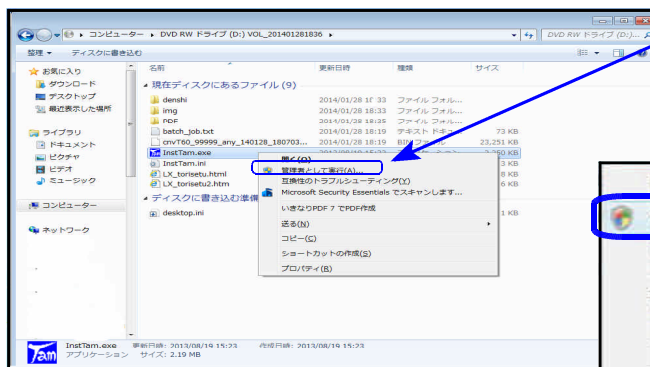 コンピューター ▸ DVD RW ドライブ (D:) VOL_201401281836 ▸
DVD RW ドライブ (D:)...
整理 ▼ ディスクに書き込む
お気に入り
ダウンロード
デスクトップ
最近表示した場所
ライブラリ
ドキュメント
ピクチャ
ビデオ
ミュージック
コンピューター
ネットワーク
名前 更新日時 種類 サイズ
現在ディスクにあるファイル (9)
denshi 2014/01/28 ファイル フォル...
img 2014/01/28 18:33 ファイル フォル...
PDF 2014/01/28 18:35 ファイル フォル...
batch_job.txt 2014/01/28 18:19 テキスト ドキュ... 73 KB
cnvT60_99999_any_140128_180703... 2014/01/28 18:19 23,251 KB
InstTam.exe
InstTam.ini 3 KB
LX_torisetu.html 8 KB
LX_torisetu2.htm 6 KB
ディスクに書き込む準備
desktop.ini 1 KB
開く(O)
管理者として実行(A)...
互換性のトラブルシューティング(Y)
Microsoft Security Essentials でスキャンします...
いきなりPDF 7 でPDF作成
送る(N)
コピー(C)
ショートカットの作成(S)
プロパティ(R)
Tam
InstTam.exe 更新日時: 2013/08/19 15:23 作成日時: 2013/08/19 15:23
アプリケーション サイズ: 2.19 MB